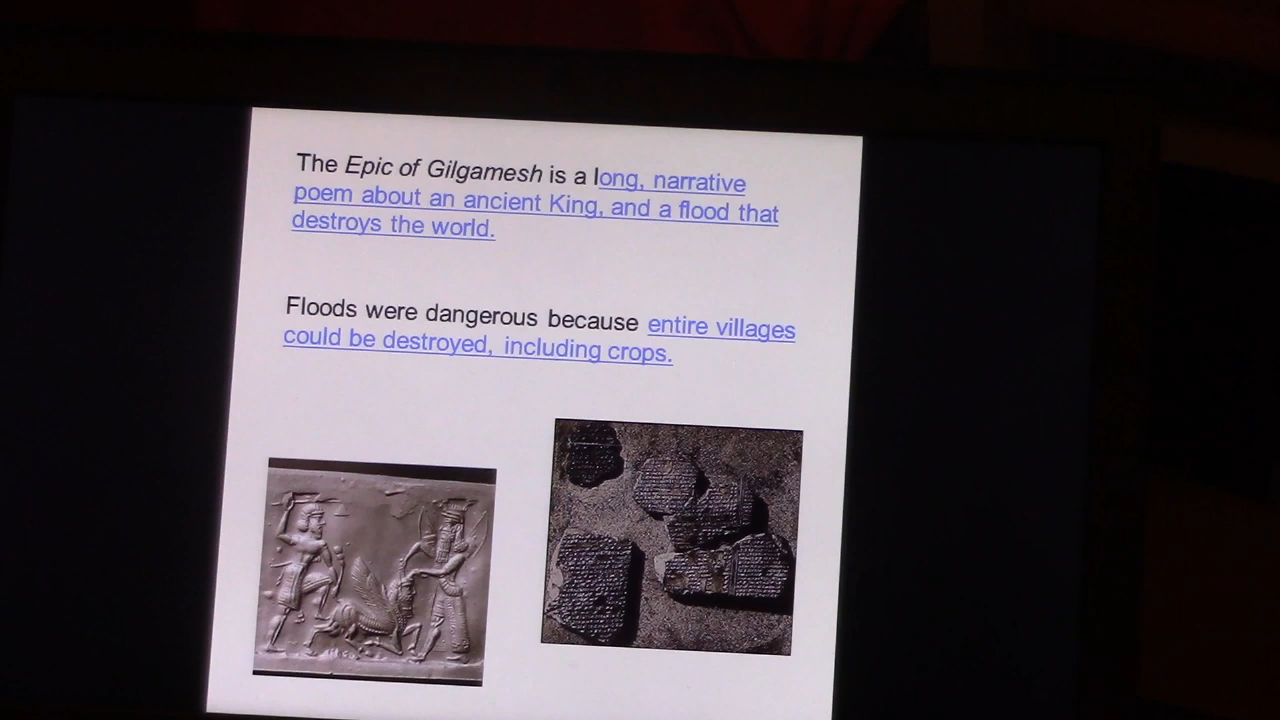 The Epic of Gilgamesh is a long, narrative
poem about an ancient King, and a flood that
destroys the world.
Floods were dangerous because entire villages
could be destroyed, including crops.